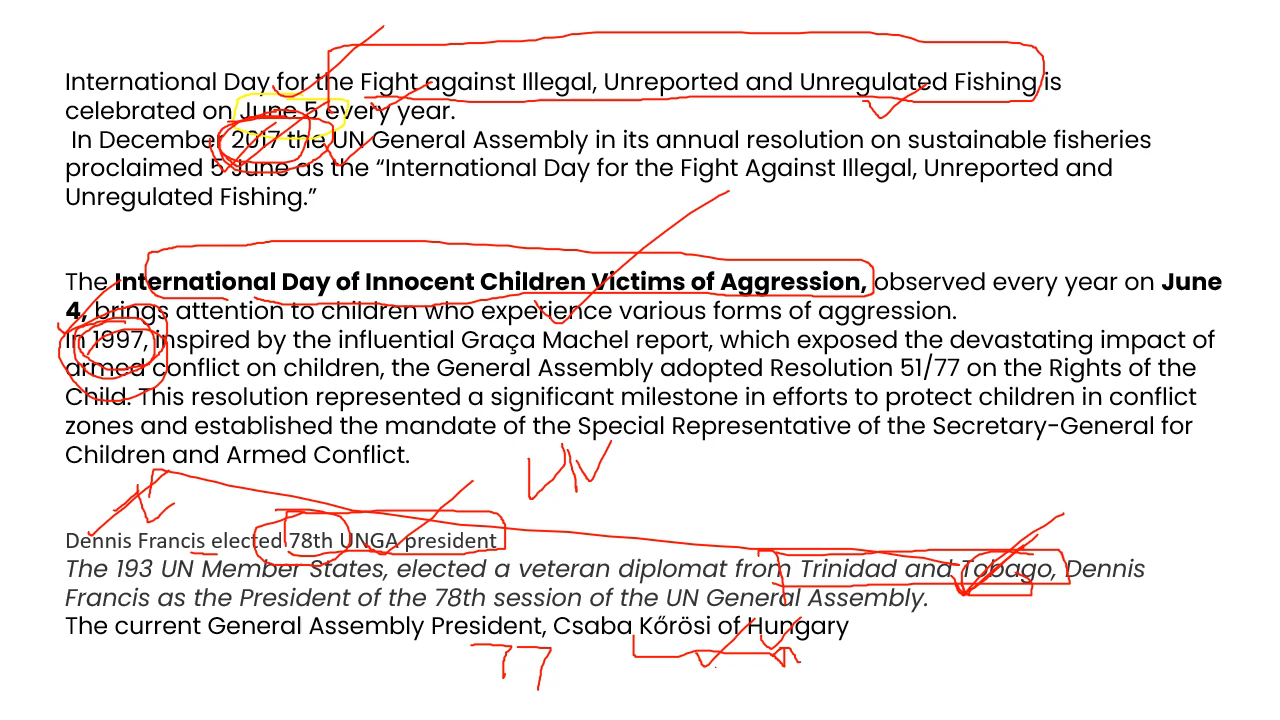 International Day for the Fight against Illegal, Unreported and Unregulated Fishing is
celebrated on June 5 every year.
In December 2017 the UN General Assembly in its annual resolution on sustainable fisheries
proclaimed 5 June as the “International Day for the Fight Against Illegal, Unreported and
Unregulated Fishing.”
The International Day of Innocent Children Victims of Aggression, observed every year on June
4, brings attention to children who experience various forms of aggression.
In 1997, inspired by the influential Graça Machel report, which exposed the devastating impact of
armed conflict on children, the General Assembly adopted Resolution 51/77 on the Rights of the
Child. This resolution represented a significant milestone in efforts to protect children in conflict
zones and established the mandate of the Special Representative of the Secretary-General for
Children and Armed Conflict.
Dennis Francis elected 78th UNGA president
The 193 UN Member States, elected a veteran diplomat from Trinidad and Tobago, Dennis
Francis as the President of the 78th session of the UN General Assembly.
The current General Assembly President, Csaba Kőrösi of Hungary
77